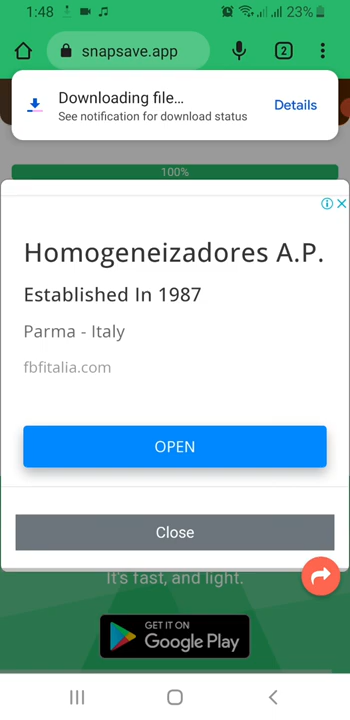 1:48
23%
snapsave.app
2
Downloading file...
Details
See notification for download status
100%
Homogeneizadores A.P.
Established In 1987
Parma - Italy
fbfitalia.com
OPEN
Close
It's fast, and light.
GET IT ON
Google Play